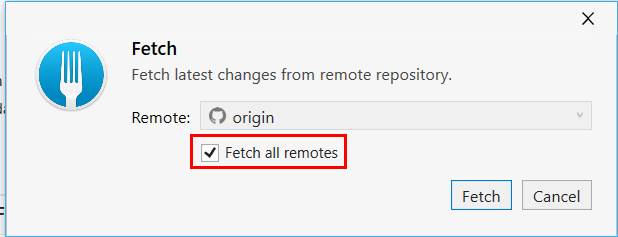 Fetch
Fetch latest changes from remote repository.
Remote: origin
Fetch all remotes
Fetch Cancel